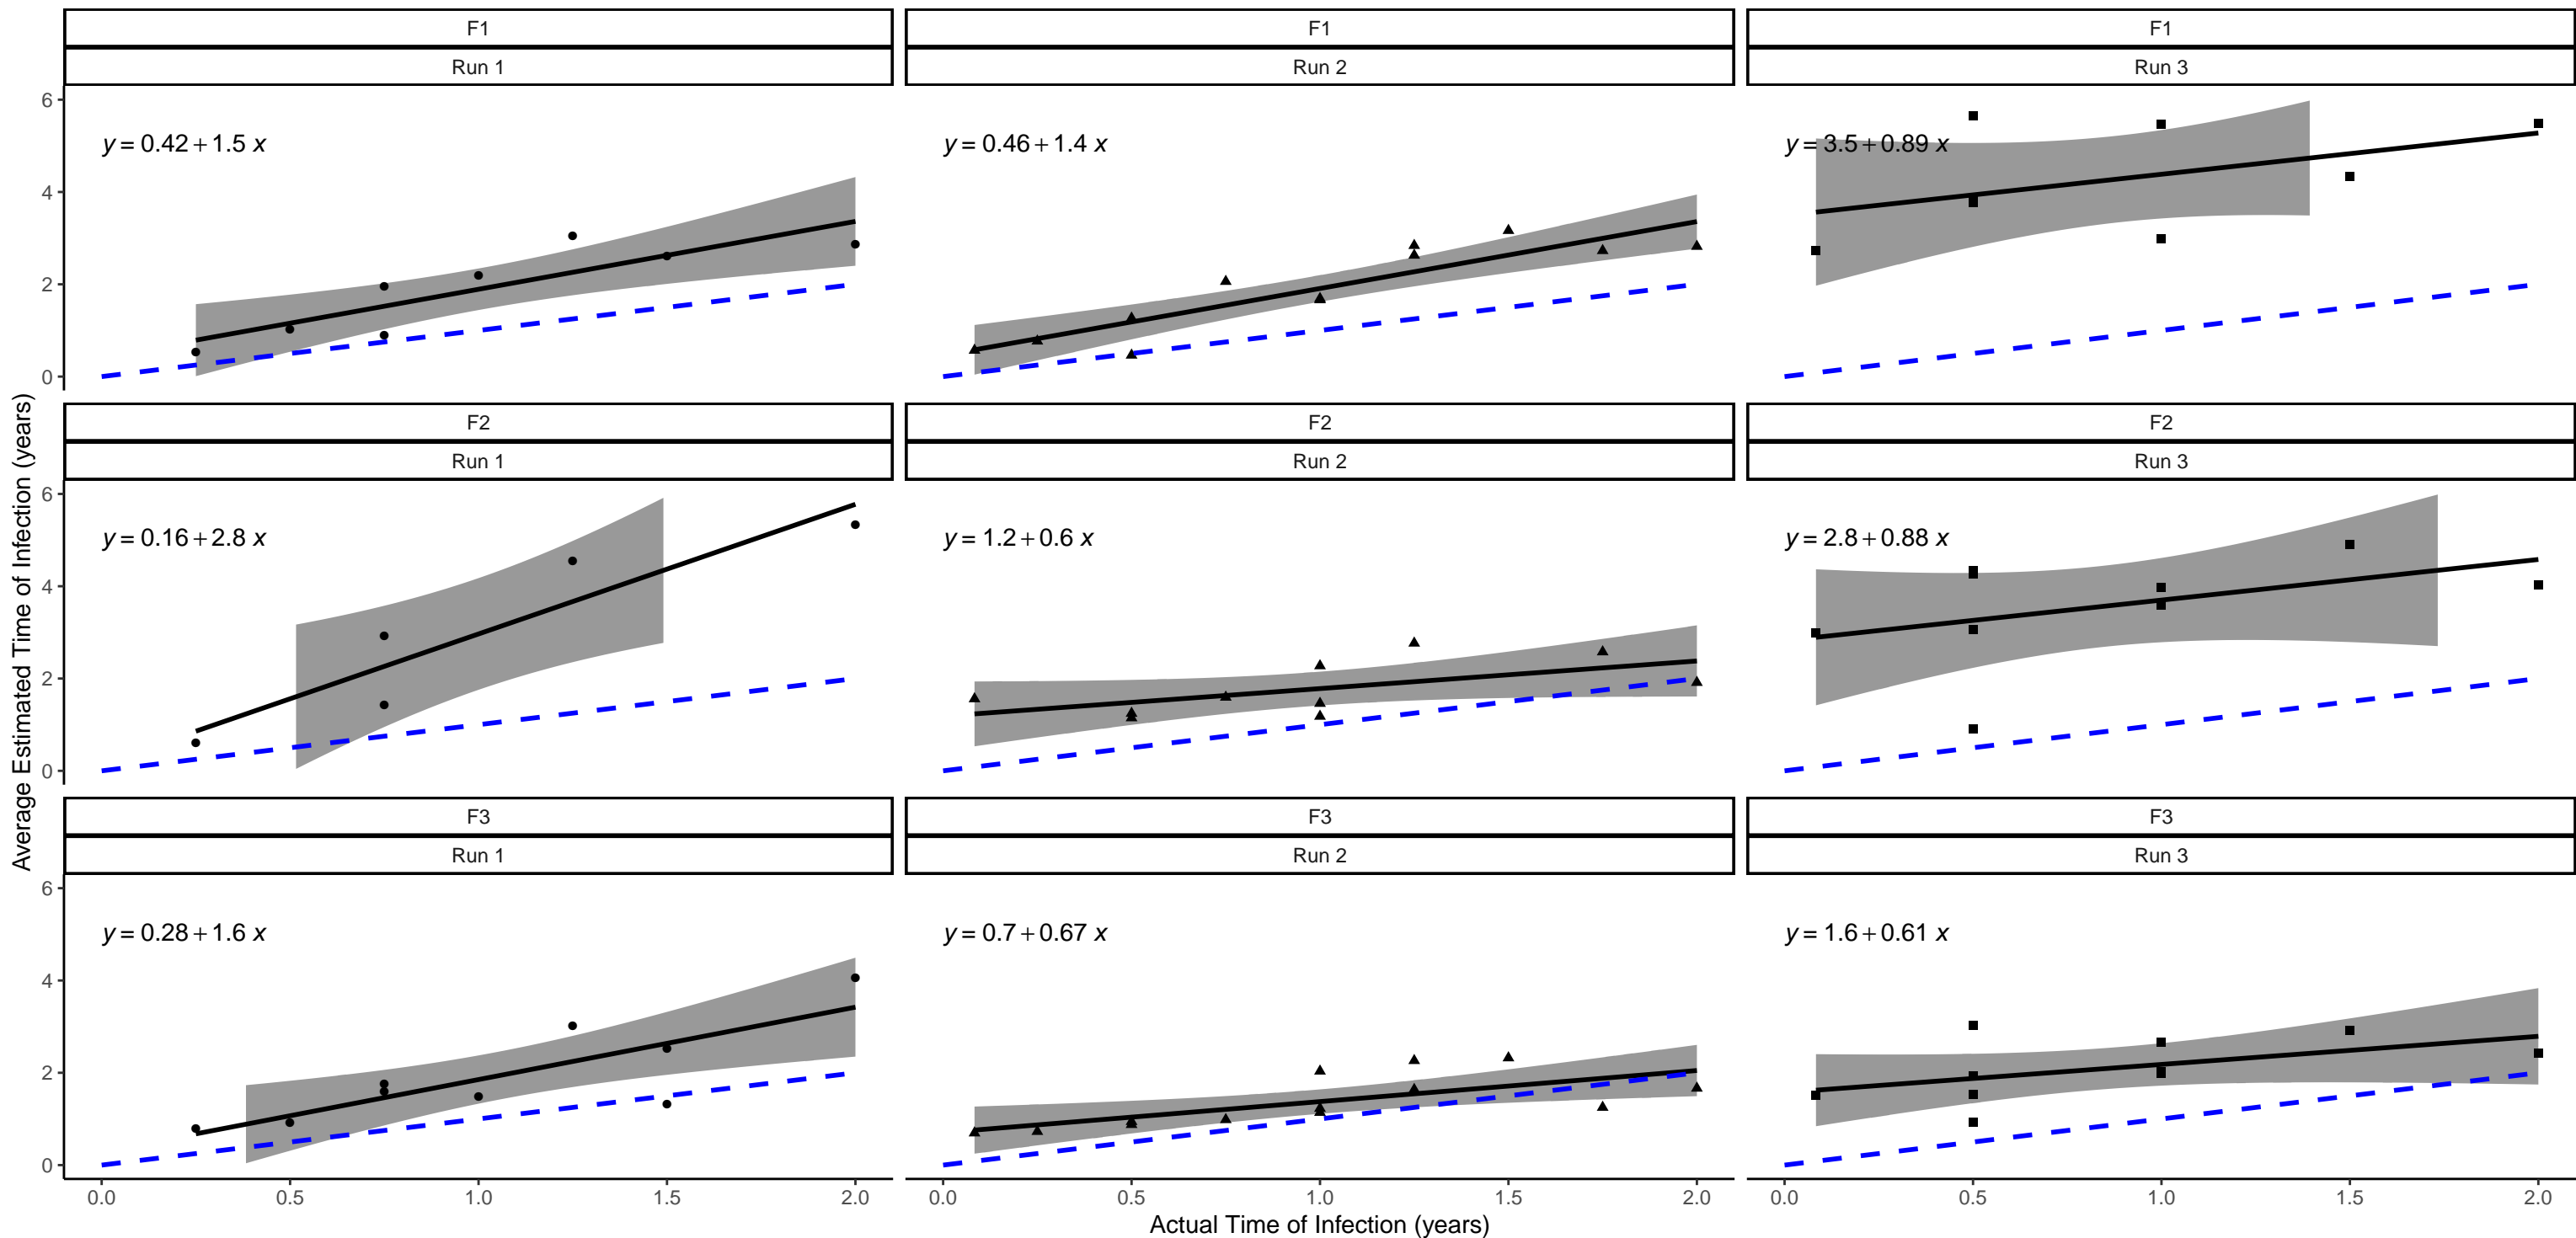 F1
F1
F1
Run 1
Run 2
Run 3
6
4
2
0
y = 0.42 + 1.5 x
y = 0.46 + 1.4 x
y = 3.5 + 0.89 x
F2
F2
F2
Run 1
Run 2
Run 3
6
4
2
0
y = 0.16 + 2.8 x
y = 1.2 + 0.6 x
y = 2.8 + 0.88 x
F3
F3
F3
Run 1
Run 2
Run 3
6
4
2
0
y = 0.28 + 1.6 x
y = 0.7 + 0.67 x
y = 1.6 + 0.61 x
0.0 0.5 1.0 1.5 2.0
0.0 0.5 1.0 1.5 2.0
0.0 0.5 1.0 1.5 2.0
Actual Time of Infection (years)
Average Estimated Time of Infection (years)